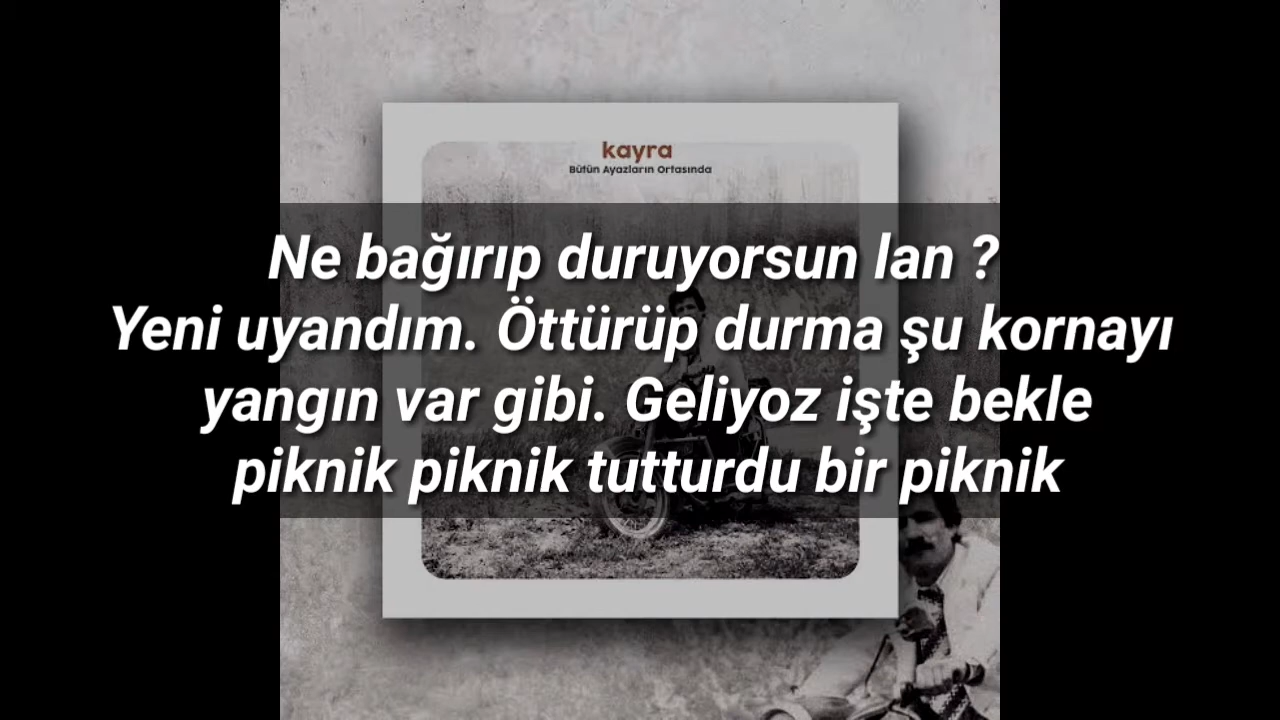 kayra
Bütün Ayazların Ortasında
Ne bağırıp duruyorsun lan ?
Yeni uyandım. Öttürüp durma şu kornayı
yangın var gibi. Geliyoz işte bekle
piknik piknik tutturdu bir piknik